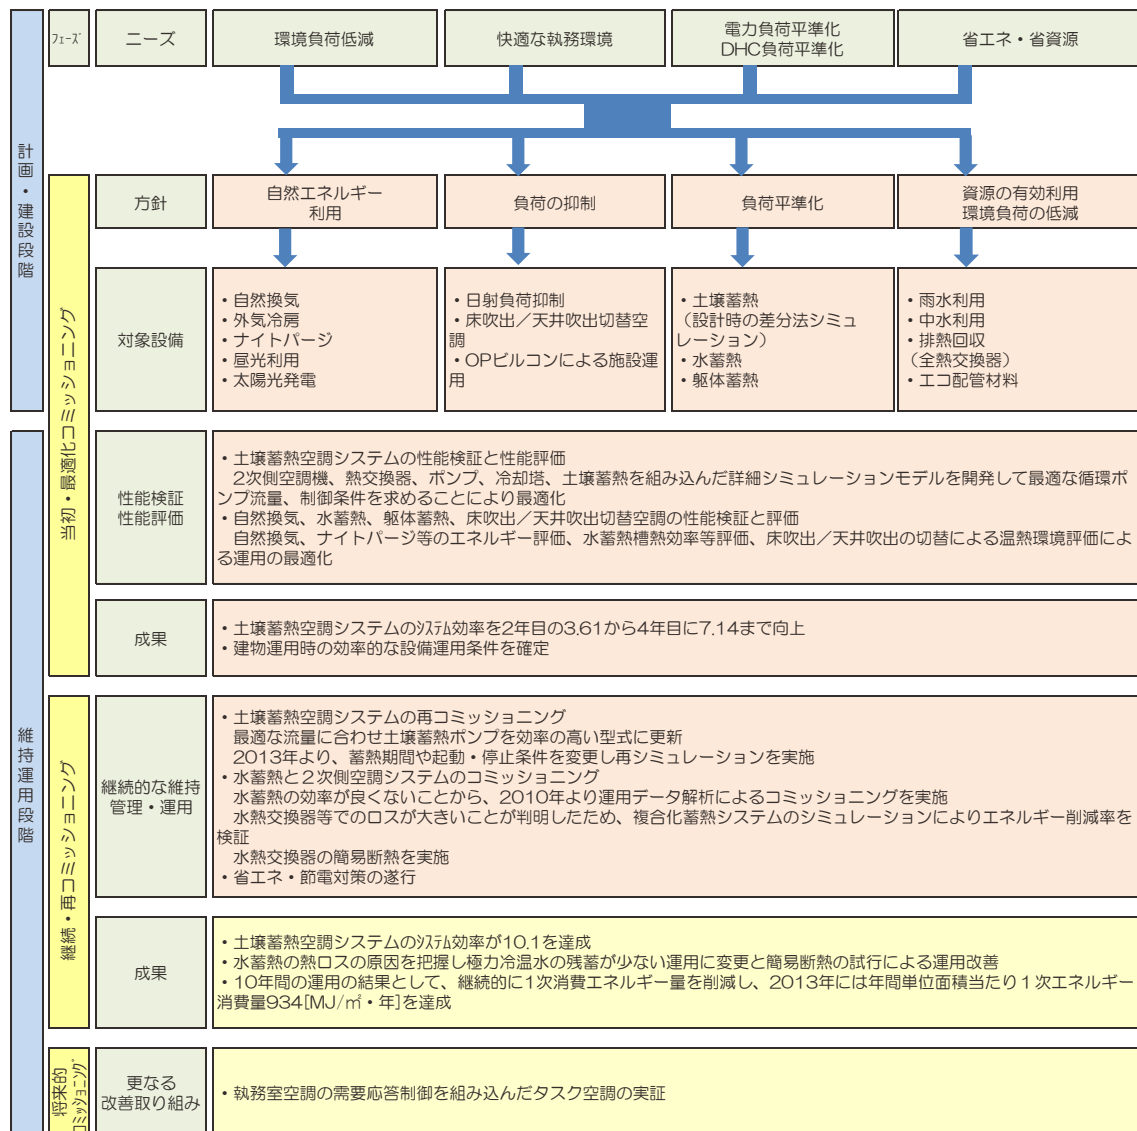 ﾌｪｰｽﾞ
ニーズ
環境負荷低減
快適な執務環境
電力負荷平準化
DHC負荷平準化
省エネ・省資源
計画・建設段階
当初・最適化コミッショニング
方針
自然エネルギー
利用
負荷の抑制
負荷平準化
資源の有効利用
環境負荷の低減
対象設備
・自然換気
・外気冷房
・ナイトパージ
・昼光利用
・太陽光発電
・日射負荷抑制
・床吹出／天井吹出切替空
調
・OPビルコンによる施設運
用
・土壌蓄熱
（設計時の差分法シミュ
レーション）
・水蓄熱
・躯体蓄熱
・雨水利用
・中水利用
・排熱回収
（全熱交換器）
・エコ配管材料
維持運用段階
性能検証
性能評価
・土壌蓄熱空調システムの性能検証と性能評価
2次側空調機、熱交換器、ポンプ、冷却塔、土壌蓄熱を組み込んだ詳細シミュレーションモデルを開発して最適な循環ポ
ンプ流量、制御条件を求めることにより最適化
・自然換気、水蓄熱、躯体蓄熱、床吹出／天井吹出切替空調の性能検証と評価
自然換気、ナイトパージ等のエネルギー評価、水蓄熱槽熱効率等評価、床吹出／天井吹出の切替による温熱環境評価によ
る運用の最適化
成果
・土壌蓄熱空調システムのｼｽﾃﾑ効率を2年目の3.61から4年目に7.14まで向上
・建物運用時の効率的な設備運用条件を確定
継続・再コミッショニング
継続的な維持
管理・運用
・土壌蓄熱空調システムの再コミッショニング
最適な流量に合わせ土壌蓄熱ポンプを効率の高い型式に更新
2013年より、蓄熱期間や起動・停止条件を変更し再シミュレーションを実施
・水蓄熱と２次側空調システムのコミッショニング
水蓄熱の効率が良くないことから、2010年より運用データ解析によるコミッショニングを実施
水熱交換器等でのロスが大きいことが判明したため、複合化蓄熱システムのシミュレーションによりエネルギー削減率を
検証
水熱交換器の簡易断熱を実施
・省エネ・節電対策の遂行
成果
・土壌蓄熱空調システムのｼｽﾃﾑ効率が10.1を達成
・水蓄熱の熱ロスの原因を把握し極力冷温水の残蓄が少ない運用に変更と簡易断熱の試行による運用改善
・10年間の運用の結果として、継続的に1次消費エネルギー量を削減し、2013年には年間単位面積当たり１次エネルギー
消費量934[MJ/㎡・年]を達成
将来的
ｺﾐｯｼｮﾆﾝｸﾞ
更なる
改善取り組み
・執務室空調の需要応答制御を組み込んだタスク空調の実証